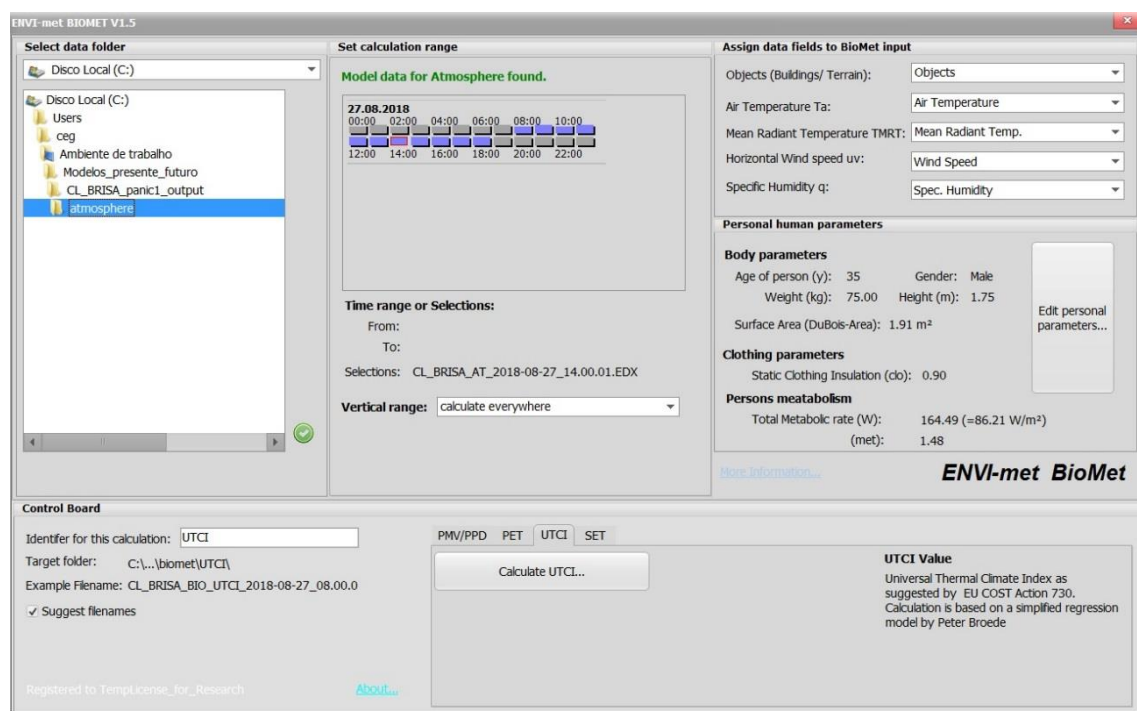 ENVI-met BIOMET V1.5
Select data folder
Disco Local (C:)
Disco Local (C:)
Users
ceg
Ambiente de trabalho
Modelos_presente_futuro
CL_BRISA_panic1_output
atmosphere
Set calculation range
Model data for Atmosphere found.
27.08.2018
00:00 02:00 04:00 06:00 08:00 10:00
12:00 14:00 16:00 18:00 20:00 22:00
Time range or Selections:
From:
To:
Selections: CL_BRISA_AT_2018-08-27_14.00.01.EDX
Vertical range: calculate everywhere
Assign data fields to BioMet input
Objects (Buildings/ Terrain): Objects
Air Temperature Ta: Air Temperature
Mean Radiant Temperature TMRT: Mean Radiant Temp.
Horizontal Wind speed uv: Wind Speed
Specific Humidity q: Spec. Humidity
Personal human parameters
Body parameters
Age of person (y): 35 Gender: Male
Weight (kg): 75.00 Height (m): 1.75
Surface Area (DuBois-Area): 1.91 m²
Edit personal
parameters...
Clothing parameters
Static Clothing Insulation (clo): 0.90
Persons meatabolism
Total Metabolic rate (W): 164.49 (=86.21 W/m²)
(met): 1.48
More Information...
ENVI-met BioMet
Control Board
Identifer for this calculation: UTCI
Target folder: C:\...\biomet\UTCI\
Example Filename: CL_BRISA_BIO_UTCI_2018-08-27_08.00.0
Suggest filenames
Registered to TempLicense_for_Research
About...
PMV/PPD PET UTCI SET
Calculate UTCI...
UTCI Value
Universal Thermal Climate Index as
suggested by EU COST Action 730.
Calculation is based on a simplified regression
model by Peter Broede